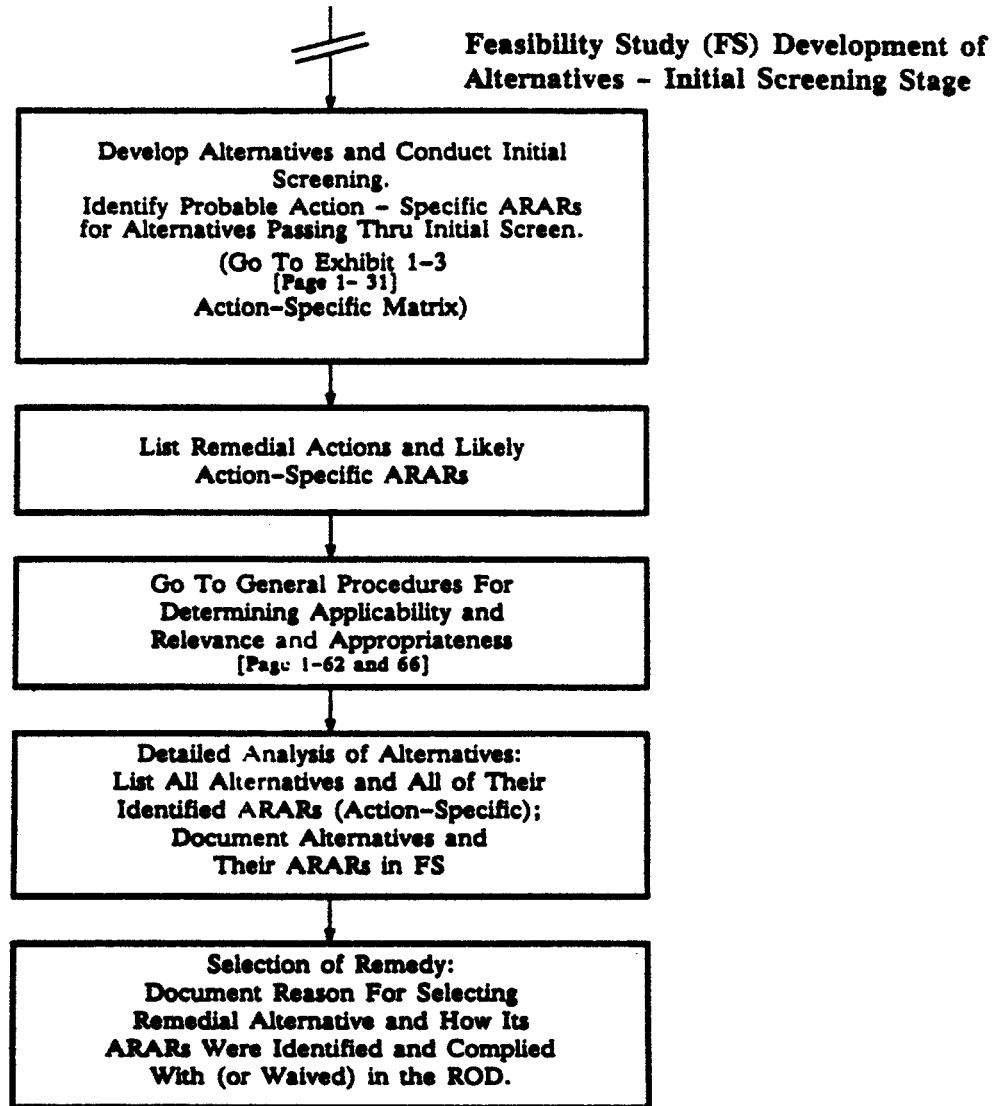 Feasibility Study (FS) Development of
Alternatives – Initial Screening Stage
Develop Alternatives and Conduct Initial
Screening.
Identify Probable Action – Specific ARARs
for Alternatives Passing Thru Initial Screen.
(Go To Exhibit 1–3
[Page 1– 31]
Action–Specific Matrix)
List Remedial Actions and Likely
Action–Specific ARARs
Go To General Procedures For
Determining Applicability and
Relevance and Appropriateness
[Page 1–62 and 66]
Detailed Analysis of Alternatives:
List All Alternatives and All of Their
Identified ARARs (Action–Specific);
Document Alternatives and
Their ARARs in FS
Selection of Remedy:
Document Reason For Selecting
Remedial Alternative and How Its
ARARs Were Identified and Complied
With (or Waived) in the ROD.